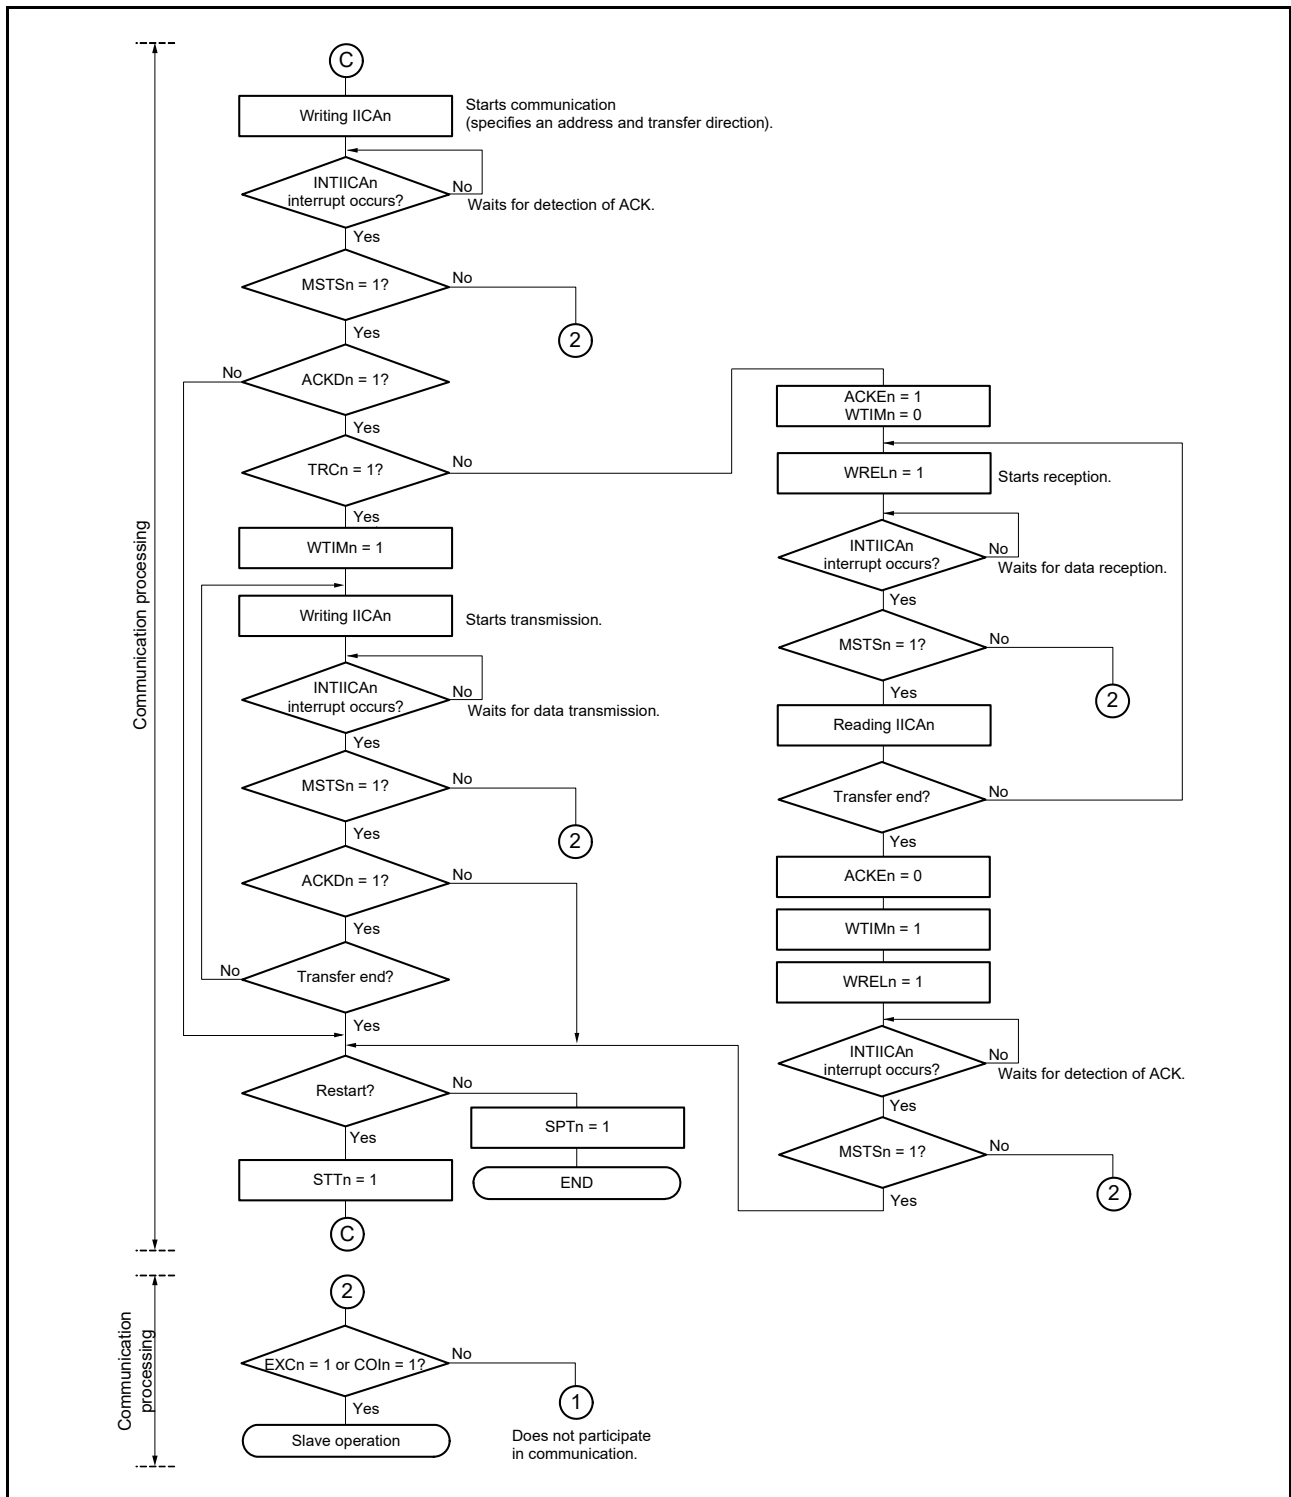 C
Writing IICAn
Starts communication
(specifies an address and transfer direction).
INTIICAn
interrupt occurs?
No
Waits for detection of ACK.
Yes
MSTSn = 1?
No
2
Yes
ACKDn = 1?
No
Yes
TRCn = 1?
No
Yes
WTIMn = 1
Writing IICAn
Starts transmission.
INTIICAn
interrupt occurs?
No
Waits for data transmission.
Yes
MSTSn = 1?
No
2
Yes
ACKDn = 1?
No
Yes
Transfer end?
No
Yes
Restart?
No
SPTn = 1
END
Yes
STTn = 1
C
ACKEn = 1
WTIMn = 0
WRELn = 1
Starts reception.
INTIICAn
interrupt occurs?
No
Waits for data reception.
Yes
MSTSn = 1?
No
2
Yes
Reading IICAn
Transfer end?
No
Yes
ACKEn = 0
WTIMn = 1
WRELn = 1
INTIICAn
interrupt occurs?
No
Waits for detection of ACK.
Yes
MSTSn = 1?
No
2
Yes
Communication processing
2
EXCn = 1 or COIn = 1?
No
1
Does not participate
in communication.
Yes
Slave operation
Communication
processing